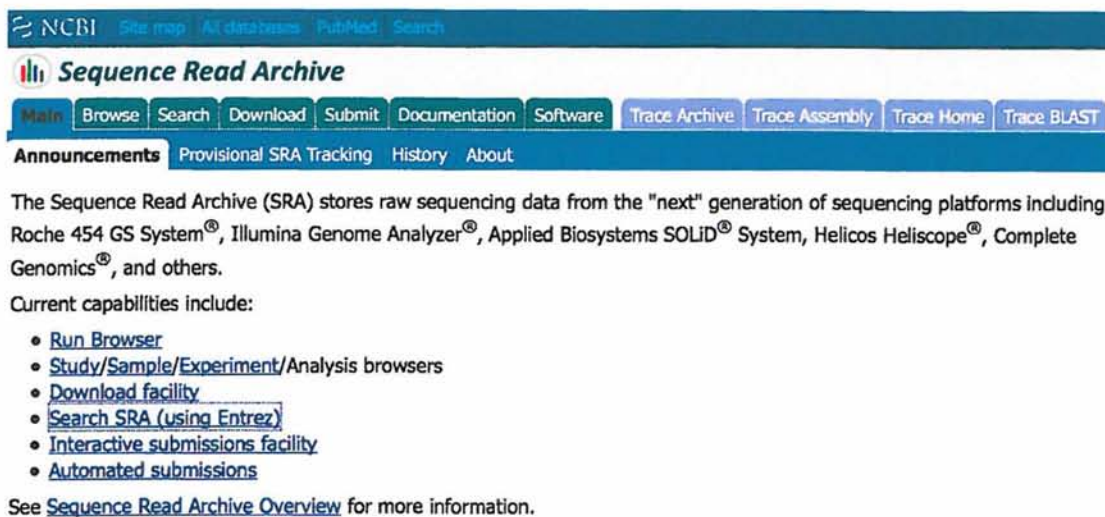 NCBI Site map All databases PubMed Search
Sequence Read Archive
Main Browse Search Download Submit Documentation Software Trace Archive Trace Assembly Trace Home Trace BLAST
Announcements Provisional SRA Tracking History About
The Sequence Read Archive (SRA) stores raw sequencing data from the "next" generation of sequencing platforms including
Roche 454 GS System®, Illumina Genome Analyzer®, Applied Biosystems SOLiD® System, Helicos Heliscope®, Complete
Genomics®, and others.
Current capabilities include:
• Run Browser
• Study/Sample/Experiment/Analysis browsers
• Download facility
• Search SRA (using Entrez)
• Interactive submissions facility
• Automated submissions
See Sequence Read Archive Overview for more information.